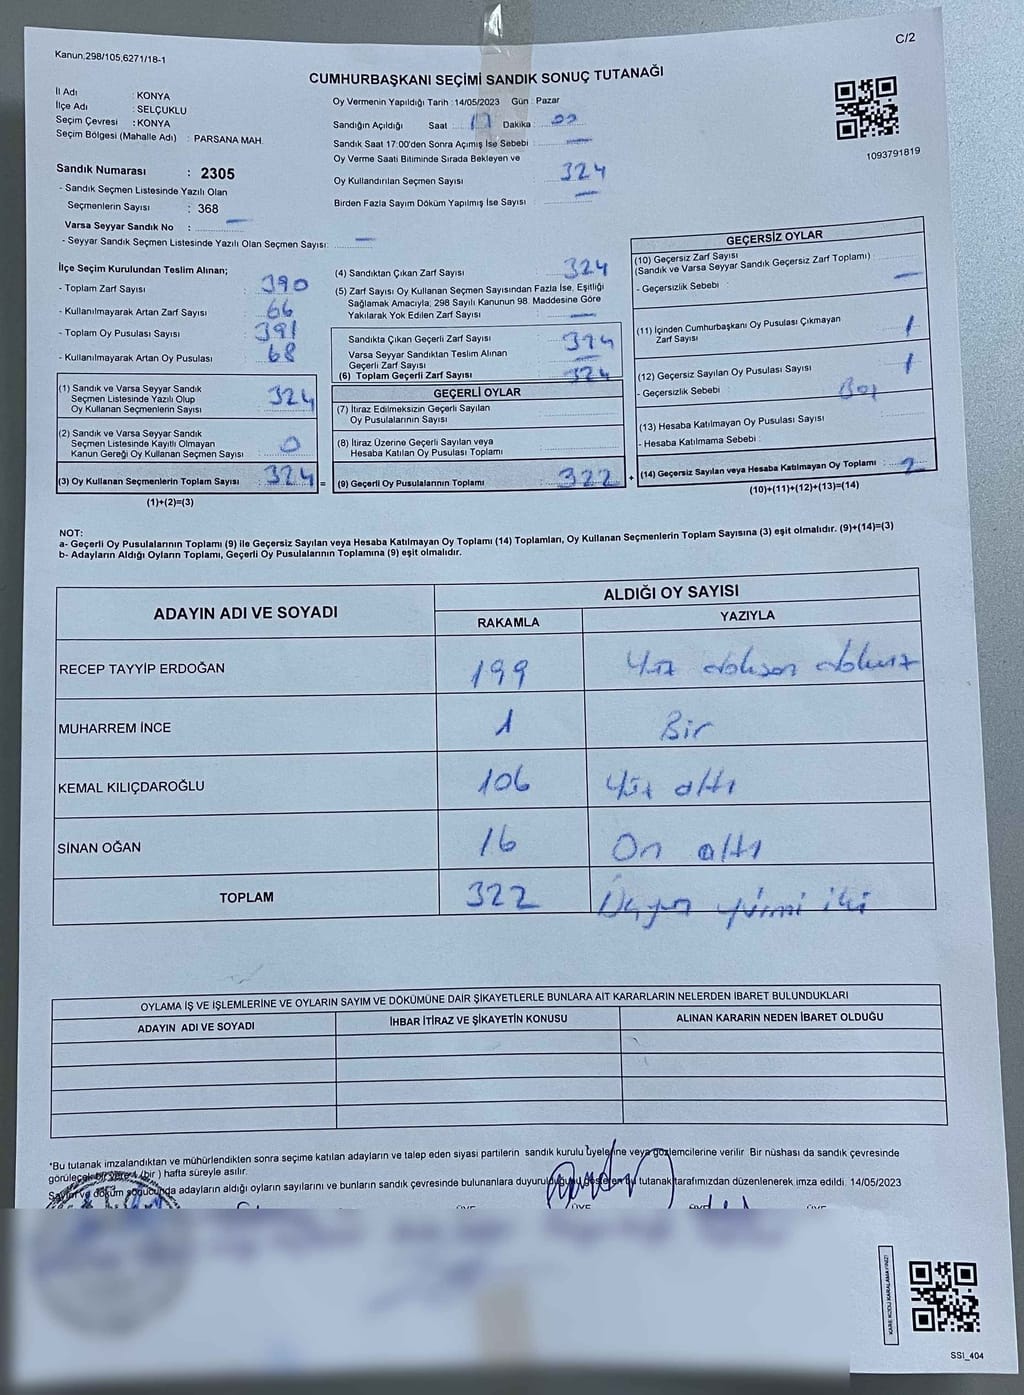 Kanun.298/105,6271/18-1
C/2
CUMHURBAŞKANI SEÇİMİ SANDIK SONUÇ TUTANAĞI
İl Adı : KONYA
İlçe Adı : SELÇUKLU
Seçim Çevresi : KONYA
Seçim Bölgesi (Mahalle Adı) : PARSANA MAH.
Oy Vermenin Yapıldığı Tarih : 14/05/2023 Gün : Pazar
Sandığın Açıldığı Saat 17 Dakika : 00
Sandık Saat 17:00'den Sonra Açımış İse Sebebi : —
Oy Verme Saati Bitiminde Sırada Bekleyen ve
Oy Kullandırılan Seçmen Sayısı 324
Birden Fazla Sayım Döküm Yapılmış İse Sayısı —
1093791819
Sandık Numarası : 2305
- Sandık Seçmen Listesinde Yazılı Olan
Seçmenlerin Sayısı : 368
Varsa Seyyar Sandık No : —
- Seyyar Sandık Seçmen Listesinde Yazılı Olan Seçmen Sayısı: —
İlçe Seçim Kurulundan Teslim Alınan;
- Toplam Zarf Sayısı : 390
- Kullanılmayarak Artan Zarf Sayısı : 66
- Toplam Oy Pusulası Sayısı : 391
- Kullanılmayarak Artan Oy Pusulası : 68
(1) Sandık ve Varsa Seyyar Sandık
Seçmen Listesinde Yazılı Olup
Oy Kullanan Seçmenlerin Sayısı : 324
(2) Sandık ve Varsa Seyyar Sandık
Seçmen Listesinde Kayıtlı Olmayan
Kanun Gereği Oy Kullanan Seçmen Sayısı : 0
(3) Oy Kullanan Seçmenlerin Toplam Sayısı : 324 =
(1)+(2)=(3)
(4) Sandıktan Çıkan Zarf Sayısı 324
(5) Zarf Sayısı Oy Kullanan Seçmen Sayısından Fazla İse, Eşitliği
Sağlamak Amacıyla; 298 Sayılı Kanunun 98. Maddesine Göre
Yakılarak Yok Edilen Zarf Sayısı : —
Sandıkta Çıkan Geçerli Zarf Sayısı 324
Varsa Seyyar Sandıktan Teslim Alınan
Geçerli Zarf Sayısı —
(6) Toplam Geçerli Zarf Sayısı 324
GEÇERLİ OYLAR
(7) İtiraz Edilmeksizin Geçerli Sayılan
Oy Pusulalarının Sayısı
(8) İtiraz Üzerine Geçerli Sayılan veya
Hesaba Katılan Oy Pusulası Toplamı
(9) Geçerli Oy Pusulalarının Toplamı 322 +
GEÇERSİZ OYLAR
(10) Geçersiz Zarf Sayısı
(Sandık ve Varsa Seyyar Sandık Geçersiz Zarf Toplamı)
- Geçersizlik Sebebi —
(11) İçinden Cumhurbaşkanı Oy Pusulası Çıkmayan
Zarf Sayısı 1
(12) Geçersiz Sayılan Oy Pusulası Sayısı 1
- Geçersizlik Sebebi Boş
(13) Hesaba Katılmayan Oy Pusulası Sayısı
- Hesaba Katılmama Sebebi :
(14) Geçersiz Sayılan veya Hesaba Katılmayan Oy Toplamı : 2
(10)+(11)+(12)+(13)=(14)
NOT:
a- Geçerli Oy Pusulalarının Toplamı (9) ile Geçersiz Sayılan veya Hesaba Katılmayan Oy Toplamı (14) Toplamları, Oy Kullanan Seçmenlerin Toplam Sayısına (3) eşit olmalıdır. (9)+(14)=(3)
b- Adayların Aldığı Oyların Toplamı, Geçerli Oy Pusulalarının Toplamına (9) eşit olmalıdır.
ADAYIN ADI VE SOYADI
ALDIĞI OY SAYISI
RAKAMLA YAZIYLA
RECEP TAYYİP ERDOĞAN 199 Yüz doksan dokuz
MUHARREM İNCE 1 Bir
KEMAL KILIÇDAROĞLU 106 Yüz altı
SİNAN OĞAN 16 On altı
TOPLAM 322 Üçyüz yirmi iki
OYLAMA İŞ VE İŞLEMLERİNE VE OYLARIN SAYIM VE DÖKÜMÜNE DAİR ŞİKAYETLERLE BUNLARA AİT KARARLARIN NELERDEN İBARET BULUNDUKLARI
ADAYIN ADI VE SOYADI İHBAR İTİRAZ VE ŞİKAYETİN KONUSU ALINAN KARARIN NEDEN İBARET OLDUĞU
*Bu tutanak imzalandıktan ve mühürlendikten sonra seçime katılan adayların ve talep eden siyasi partilerin sandık kurulu üyelerine veya gözlemcilerine verilir Bir nüshası da sandık çevresinde
görülecek bir yere 1 (bir ) hafta süreyle asılır.
Sayım ve döküm sonucunda adayların aldığı oyların sayılarını ve bunların sandık çevresinde bulunanlara duyurulduğunu gösteren bu tutanak tarafımızdan düzenlenerek imza edildi. 14/05/2023
ÜYE ÜYE ÜYE
KARE KODU KARALAMAYINIZ!
SS1_404